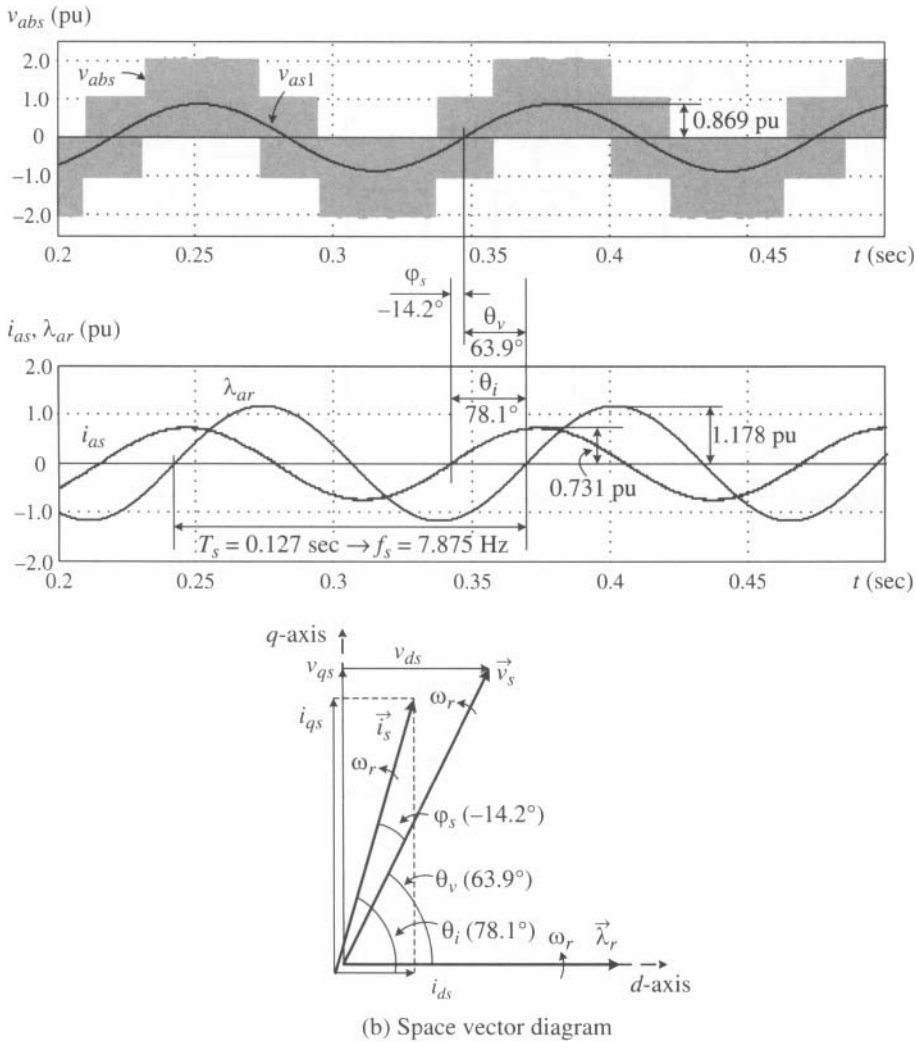 v_abs (pu)
2.0
v_abs
v_as1
1.0
0.869 pu
0
−1.0
−2.0
0.2 0.25 0.3 0.35 0.4 0.45 t (sec)
φ_s
−14.2°
θ_v
63.9°
i_as, λ_ar (pu)
2.0
λ_ar
θ_i
78.1°
1.0
i_as
1.178 pu
0
0.731 pu
−1.0
T_s = 0.127 sec → f_s = 7.875 Hz
−2.0
0.2 0.25 0.3 0.35 0.4 0.45 t (sec)
q-axis
v_ds
v_qs
v⃗_s
i_qs
i⃗_s
ω_r
ω_r
φ_s (−14.2°)
θ_v (63.9°)
θ_i (78.1°)
ω_r
λ⃗_r
i_ds
d-axis
(b) Space vector diagram